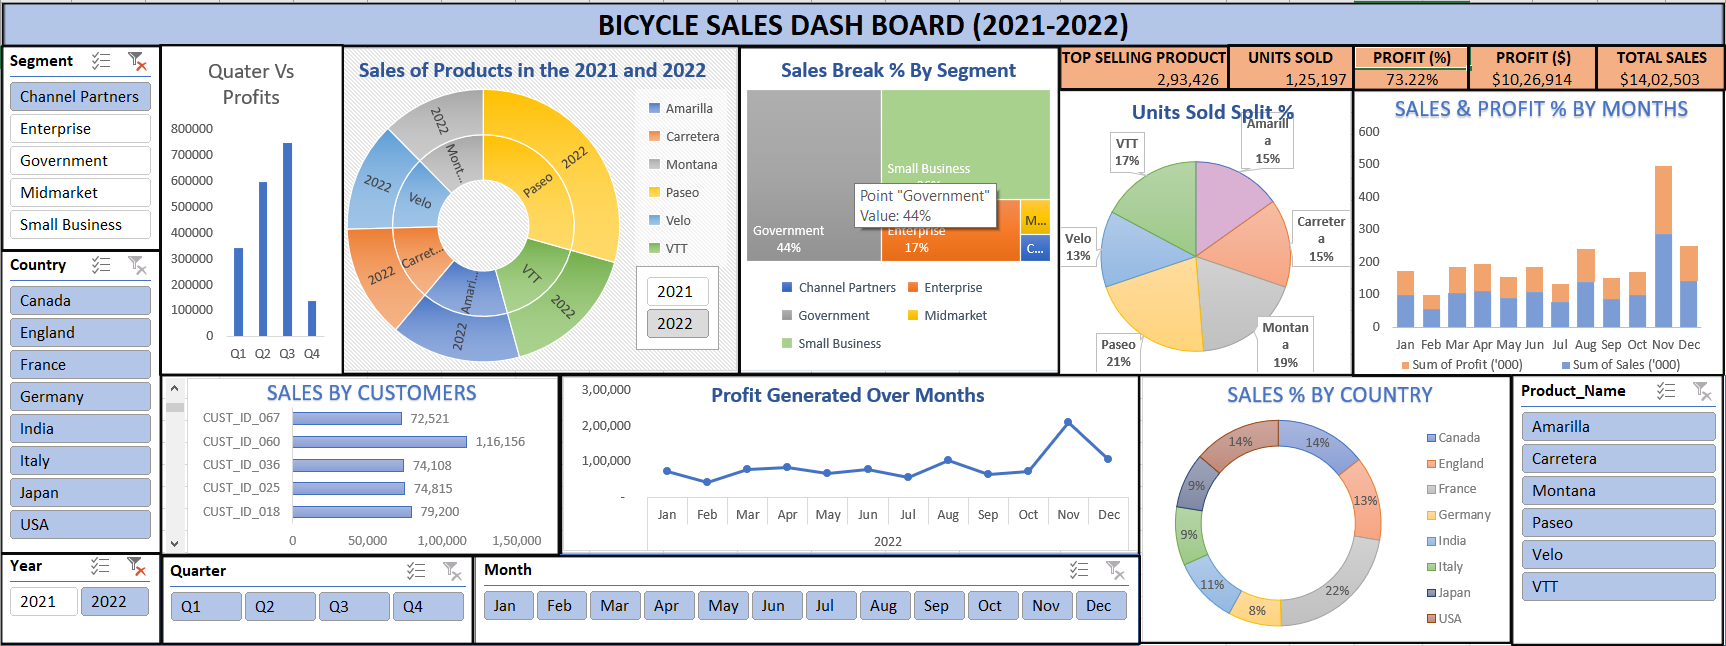 BICYCLE SALES DASH BOARD (2021-2022)
Segment
Channel Partners
Enterprise
Government
Midmarket
Small Business
Country
Canada
England
France
Germany
India
Italy
Japan
USA
Year
2021
2022
Quater Vs
Profits
800000
700000
600000
500000
400000
300000
200000
100000
0
Q1 Q2 Q3 Q4
Sales of Products in the 2021 and 2022
2022
Paseo
2022
VTT
2022
Amari...
2022
Carret...
2022
Velo
2022
Mont...
Amarilla
Carretera
Montana
Paseo
Velo
VTT
2021
2022
Sales Break % By Segment
Small Business
Point "Government"
Value: 44%
Government
44%
Enterprise
17%
M...
C...
Channel Partners
Enterprise
Government
Midmarket
Small Business
TOP SELLING PRODUCT
2,93,426
UNITS SOLD
1,25,197
PROFIT (%)
73.22%
PROFIT ($)
$10,26,914
TOTAL SALES
$14,02,503
Units Sold Split %
Amarill
a
15%
Carreter
a
15%
Montan
a
19%
Paseo
21%
Velo
13%
VTT
17%
SALES & PROFIT % BY MONTHS
600
500
400
300
200
100
0
Jan Feb Mar Apr May Jun Jul Aug Sep Oct Nov Dec
Sum of Profit ('000)
Sum of Sales ('000)
SALES BY CUSTOMERS
CUST_ID_067 72,521
CUST_ID_060 1,16,156
CUST_ID_036 74,108
CUST_ID_025 74,815
CUST_ID_018 79,200
0 50,000 1,00,000 1,50,000
Profit Generated Over Months
3,00,000
2,00,000
1,00,000
-
Jan Feb Mar Apr May Jun Jul Aug Sep Oct Nov Dec
2022
SALES % BY COUNTRY
14%
13%
22%
8%
11%
9%
9%
14%
Canada
England
France
Germany
India
Italy
Japan
USA
Product_Name
Amarilla
Carretera
Montana
Paseo
Velo
VTT
Quarter
Q1 Q2 Q3 Q4
Month
Jan Feb Mar Apr May Jun Jul Aug Sep Oct Nov Dec